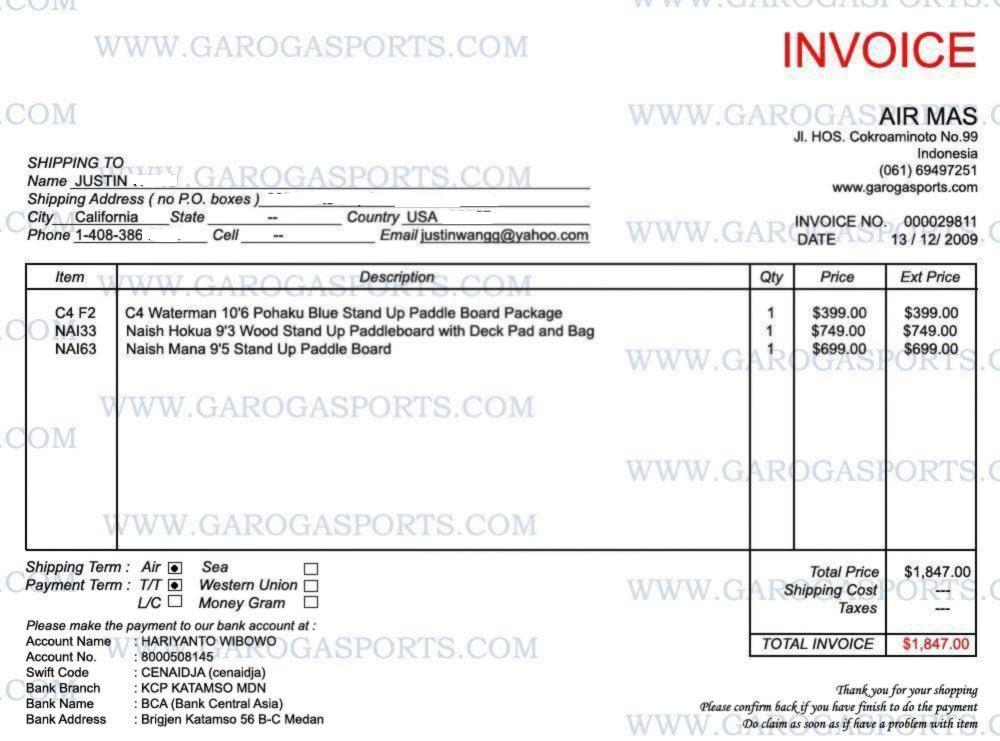 INVOICE
WWW.GAROGASPORTS.COM
AIR MAS
Jl. HOS. Cokroaminoto No.99
Indonesia
(061) 69497251
www.garogasports.com
SHIPPING TO
Name JUSTIN
Shipping Address ( no P.O. boxes )
City California State -- Country USA
Phone 1-408-386 Cell -- Email justinwangg@yahoo.com
INVOICE NO. 000029811
DATE 13 / 12/ 2009
Item Description Qty Price Ext Price
C4 F2 C4 Waterman 10'6 Pohaku Blue Stand Up Paddle Board Package 1 $399.00 $399.00
NAI33 Naish Hokua 9'3 Wood Stand Up Paddleboard with Deck Pad and Bag 1 $749.00 $749.00
NAI63 Naish Mana 9'5 Stand Up Paddle Board 1 $699.00 $699.00
Shipping Term : Air Sea
Payment Term : T/T Western Union
L/C Money Gram
Total Price $1,847.00
Shipping Cost ---
Taxes ---
TOTAL INVOICE $1,847.00
Please make the payment to our bank account at :
Account Name : HARIYANTO WIBOWO
Account No. : 8000508145
Swift Code : CENAIDJA (cenaidja)
Bank Branch : KCP KATAMSO MDN
Bank Name : BCA (Bank Central Asia)
Bank Address : Brigjen Katamso 56 B-C Medan
Thank you for your shopping
Please confirm back if you have finish to do the payment
Do claim as soon as if have a problem with item